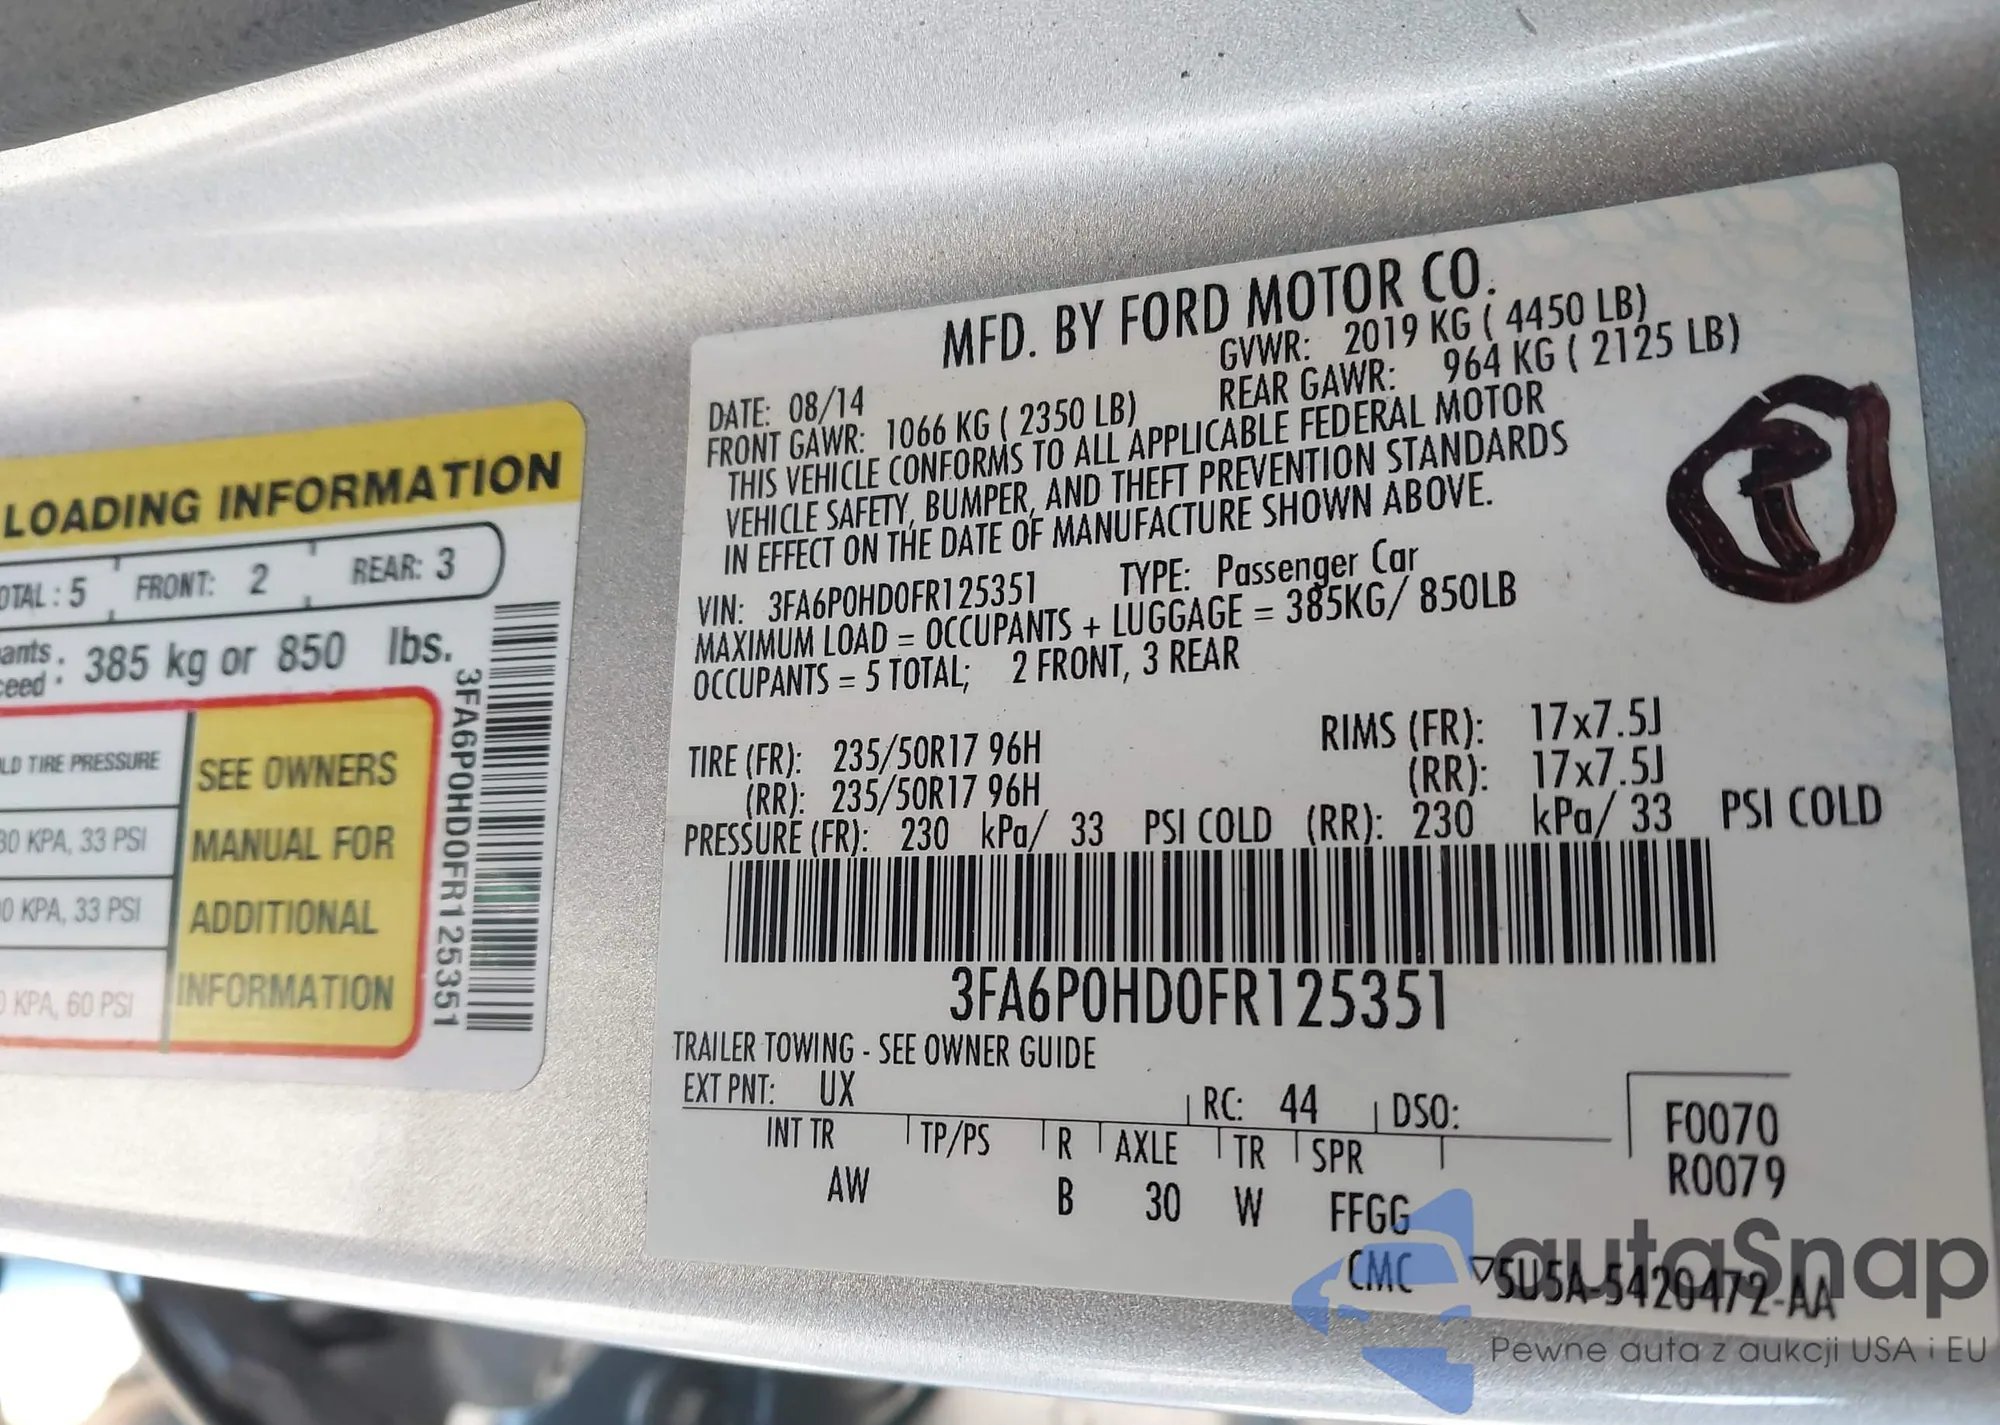 LOADING INFORMATION
OTAL : 5 FRONT: 2 REAR: 3
385 kg or 850 lbs.
TIRE PRESSURE
KPA, 33 PSI
KPA, 33 PSI
KPA, 60 PSI
SEE OWNERS
MANUAL FOR
ADDITIONAL
INFORMATION
3FA6P0HD0FR125351
MFD. BY FORD MOTOR CO.
DATE: 08/14 GVWR: 2019 KG ( 4450 LB)
FRONT GAWR: 1066 KG ( 2350 LB) REAR GAWR: 964 KG ( 2125 LB)
THIS VEHICLE CONFORMS TO ALL APPLICABLE FEDERAL MOTOR
VEHICLE SAFETY, BUMPER, AND THEFT PREVENTION STANDARDS
IN EFFECT ON THE DATE OF MANUFACTURE SHOWN ABOVE.
VIN: 3FA6P0HD0FR125351 TYPE: Passenger Car
MAXIMUM LOAD = OCCUPANTS + LUGGAGE = 385KG/ 850LB
OCCUPANTS = 5 TOTAL; 2 FRONT, 3 REAR
TIRE (FR): 235/50R17 96H RIMS (FR): 17x7.5J
(RR): 235/50R17 96H (RR): 17x7.5J
PRESSURE (FR): 230 kPa/ 33 PSI COLD (RR): 230 kPa/ 33 PSI COLD
3FA6P0HD0FR125351
TRAILER TOWING - SEE OWNER GUIDE
EXT PNT: UX RC: 44 DSO:
INT TR TP/PS R AXLE TR SPR
AW B 30 W FFGG
F0070
R0079
CMC ▽5U5A-5420472-AA
autoSnap
Pewne auta z aukcji USA i EU